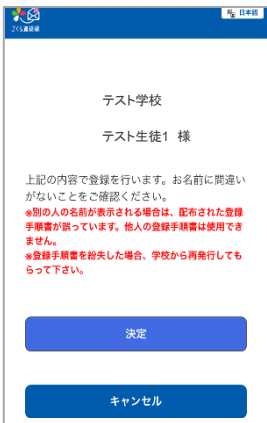 さくら連絡網
日本語
テスト学校
テスト生徒1 様
上記の内容で登録を行います。お名前に間違い
がないことをご確認ください。
※別の人の名前が表示される場合は、配布された登録
手順書が誤っています。他人の登録手順書は使用でき
ません。
※登録手順書を紛失した場合、学校から再発行しても
らって下さい。
決定
キャンセル